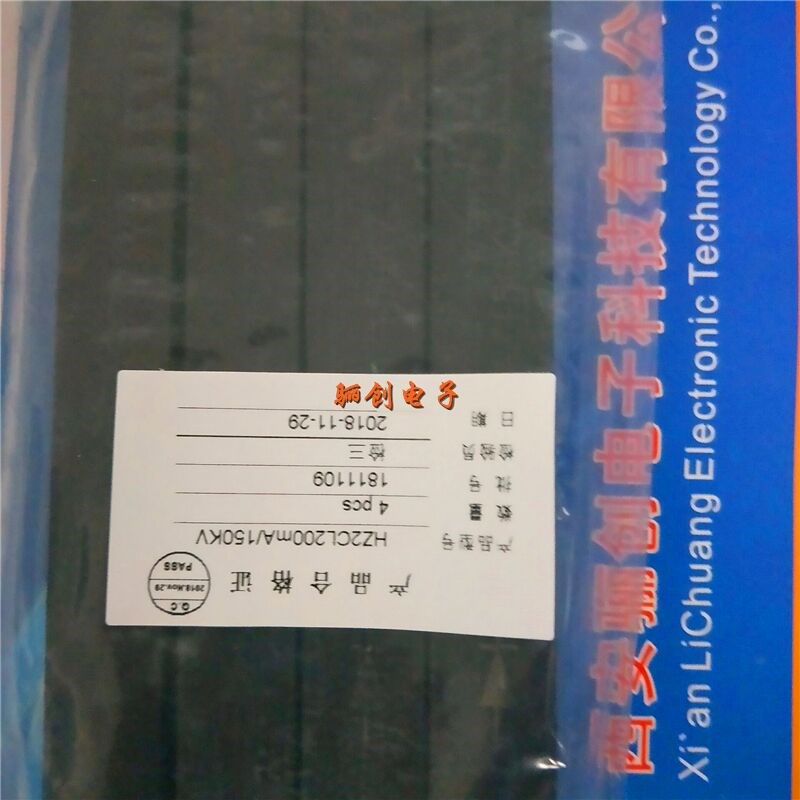 产品合格证
Q.C
2018.Nov.29
PASS
产品型号 HZ2CL200mA/150KV
数量 4 pcs
批号 1811109
检验员 检三
日期 2018-11-29
骊创电子
西安骊创电子科技有限公
Xi'an LiChuang Electronic Technology Co.,